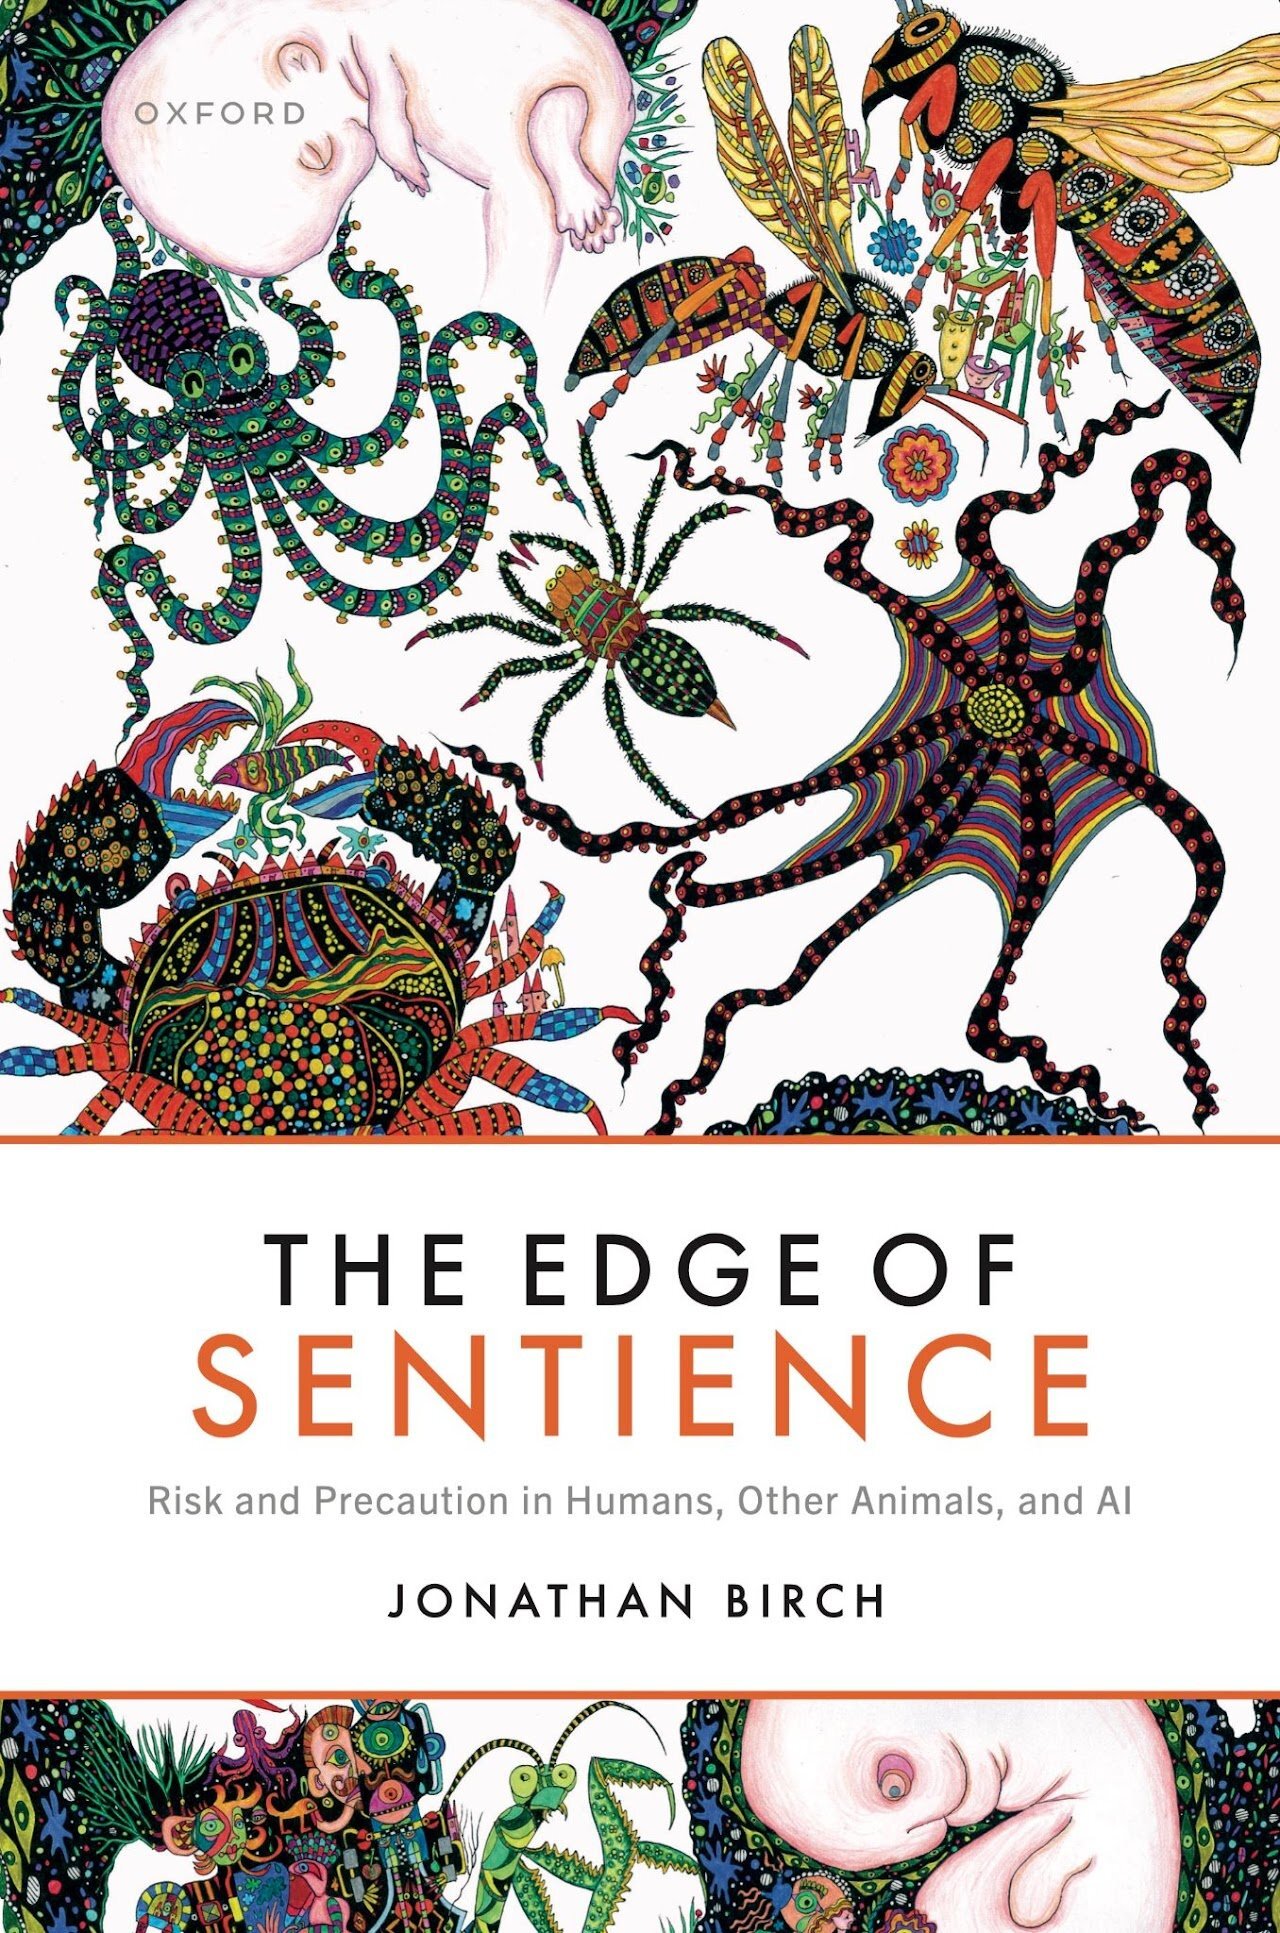 OXFORD
THE EDGE OF
SENTIENCE
Risk and Precaution in Humans, Other Animals, and AI
JONATHAN BIRCH